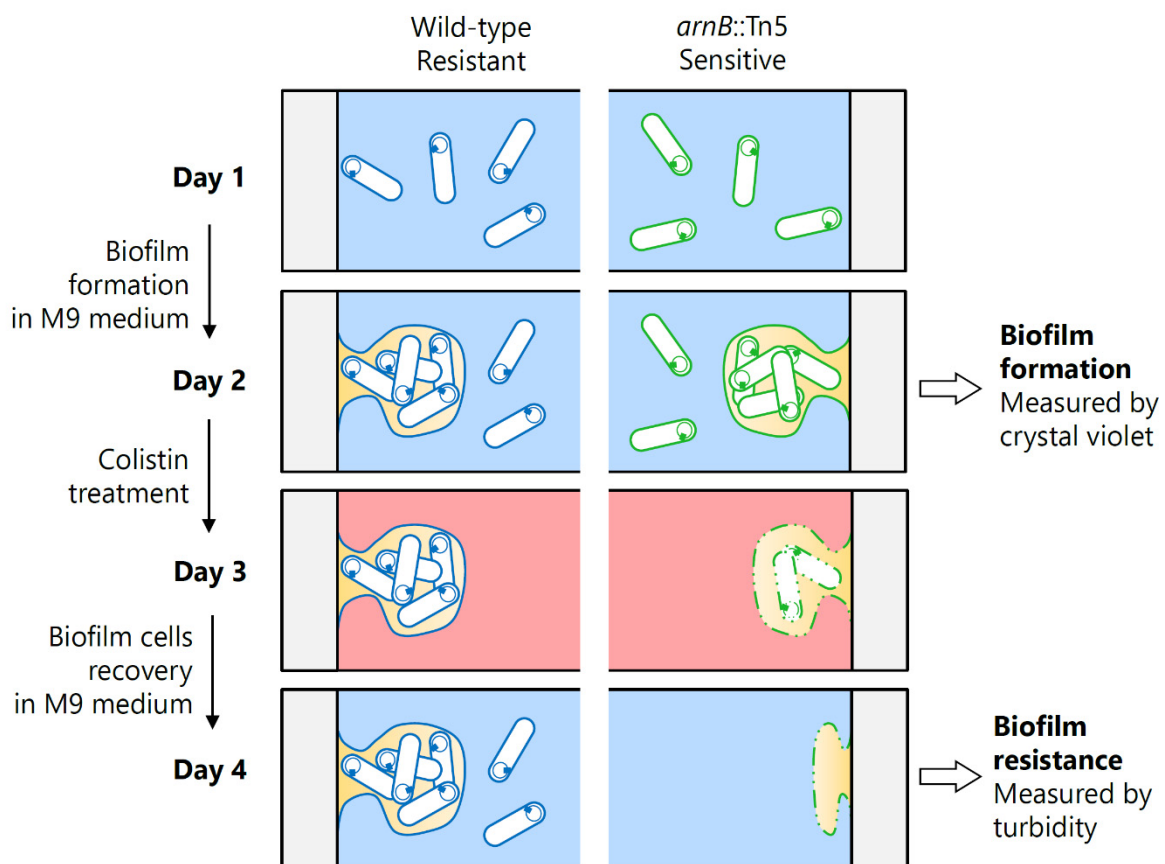 Wild-type
Resistant
arnB::Tn5
Sensitive
Day 1
Biofilm
formation
in M9 medium
Day 2
Biofilm
formation
Measured by
crystal violet
Colistin
treatment
Day 3
Biofilm cells
recovery
in M9 medium
Day 4
Biofilm
resistance
Measured by
turbidity